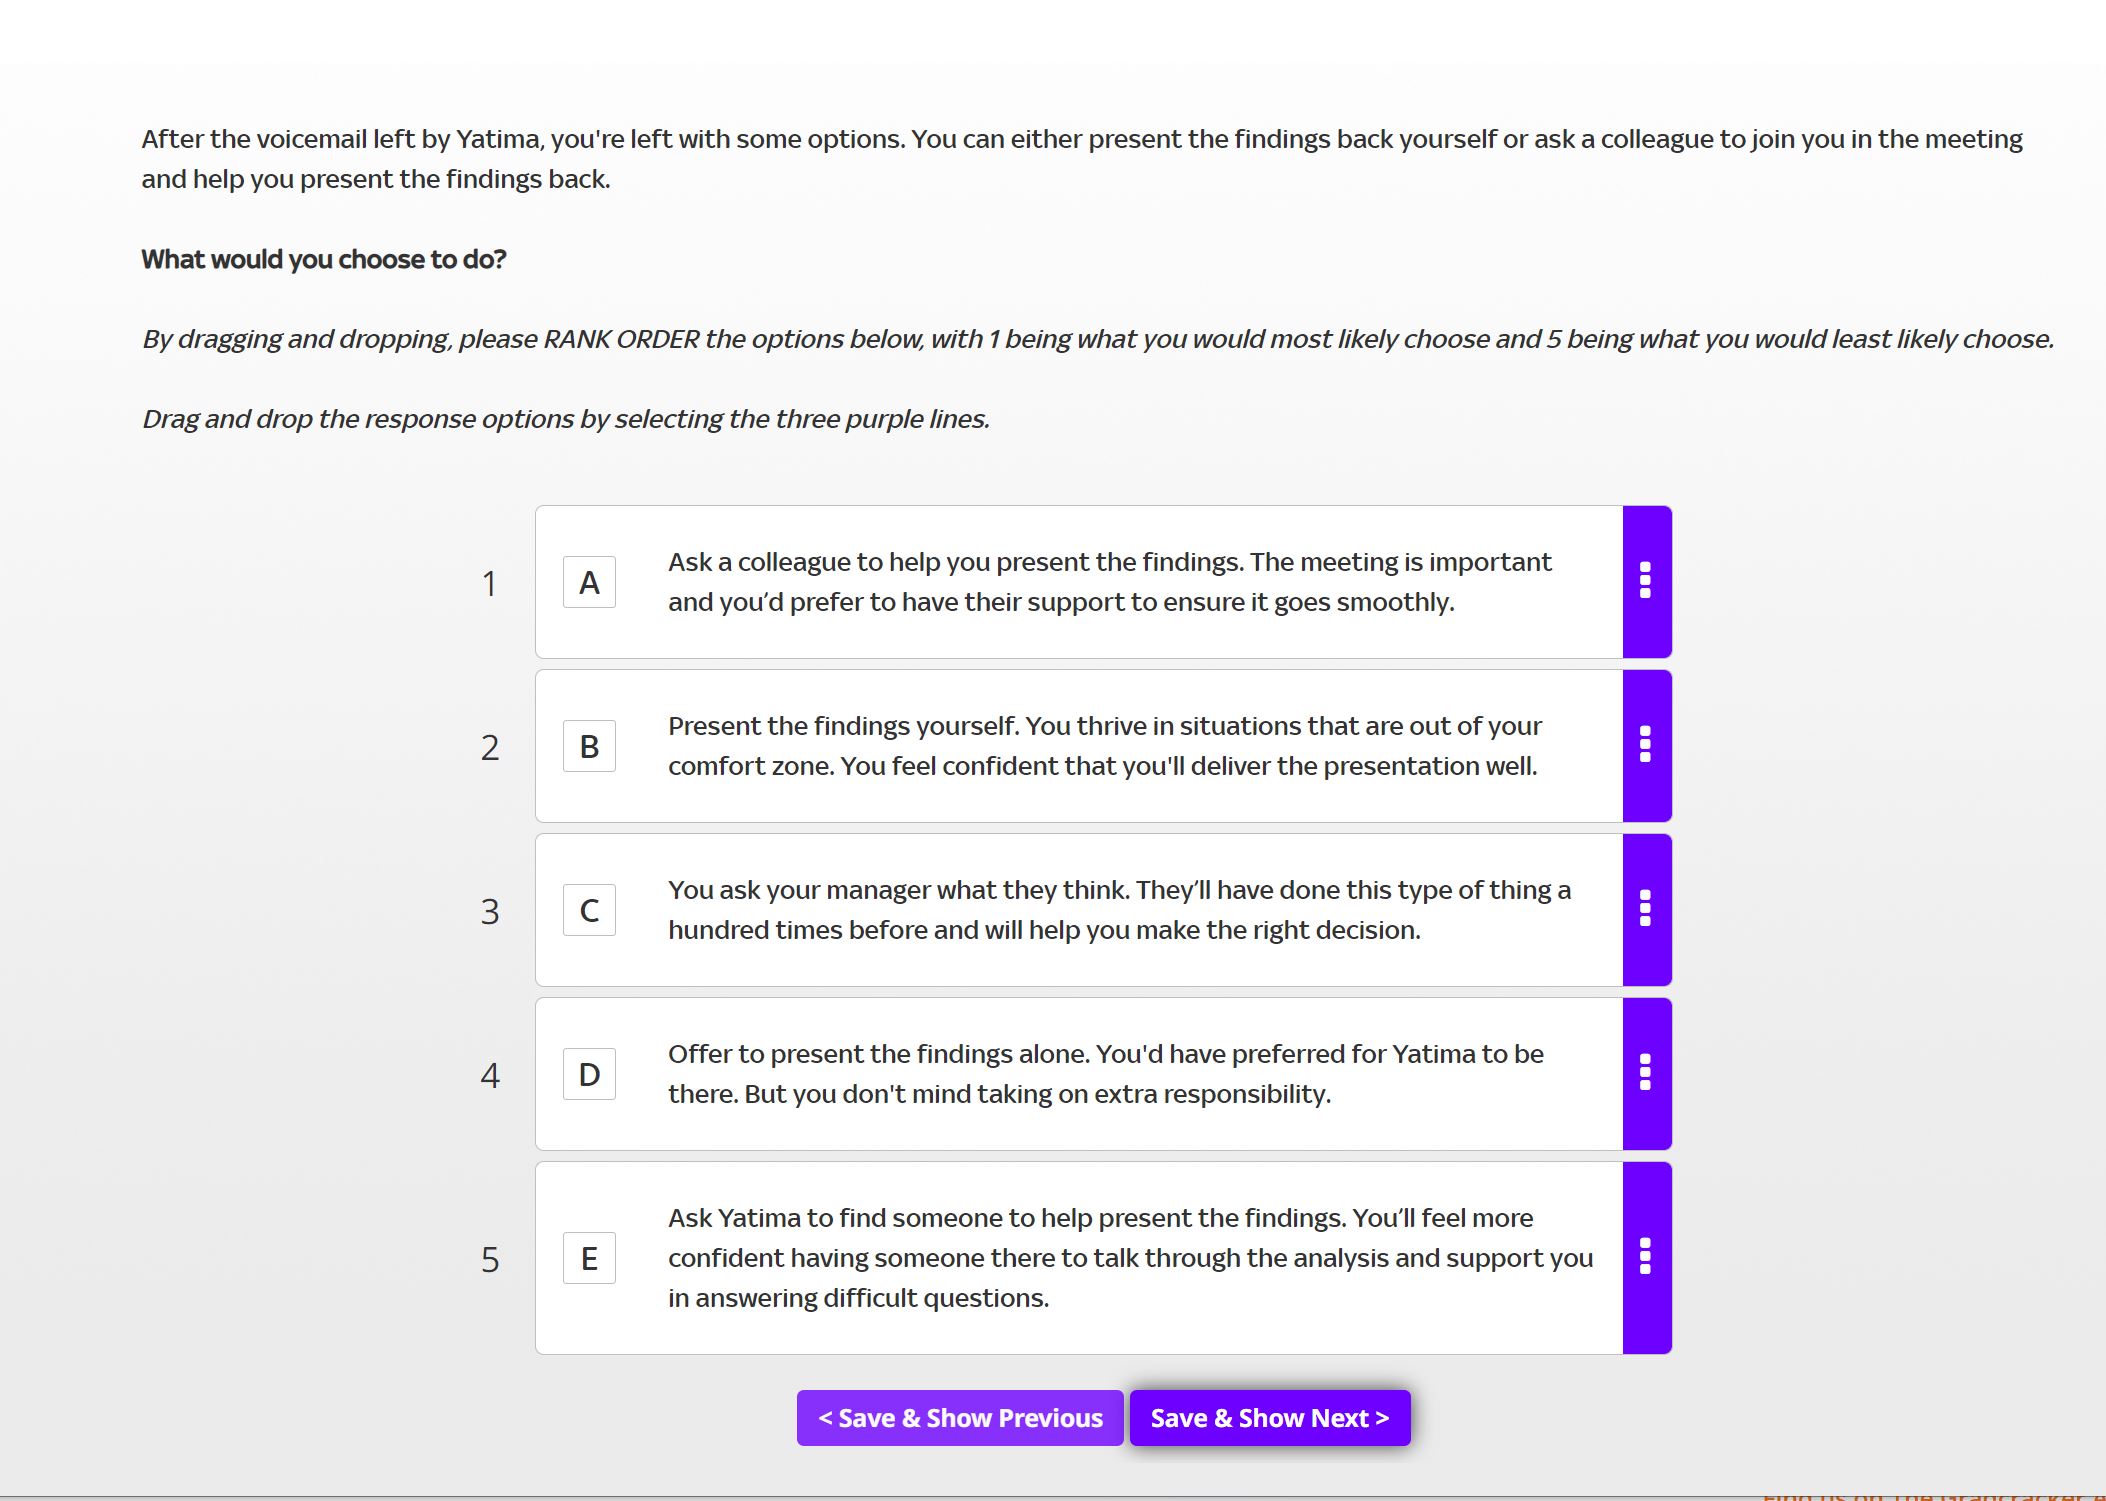 After the voicemail left by Yatima, you're left with some options. You can either present the findings back yourself or ask a colleague to join you in the meeting
and help you present the findings back.
What would you choose to do?
By dragging and dropping, please RANK ORDER the options below, with 1 being what you would most likely choose and 5 being what you would least likely choose.
Drag and drop the response options by selecting the three purple lines.
1
A
Ask a colleague to help you present the findings. The meeting is important
and you’d prefer to have their support to ensure it goes smoothly.
2
B
Present the findings yourself. You thrive in situations that are out of your
comfort zone. You feel confident that you'll deliver the presentation well.
3
C
You ask your manager what they think. They’ll have done this type of thing a
hundred times before and will help you make the right decision.
4
D
Offer to present the findings alone. You'd have preferred for Yatima to be
there. But you don't mind taking on extra responsibility.
5
E
Ask Yatima to find someone to help present the findings. You’ll feel more
confident having someone there to talk through the analysis and support you
in answering difficult questions.
< Save & Show Previous
Save & Show Next >